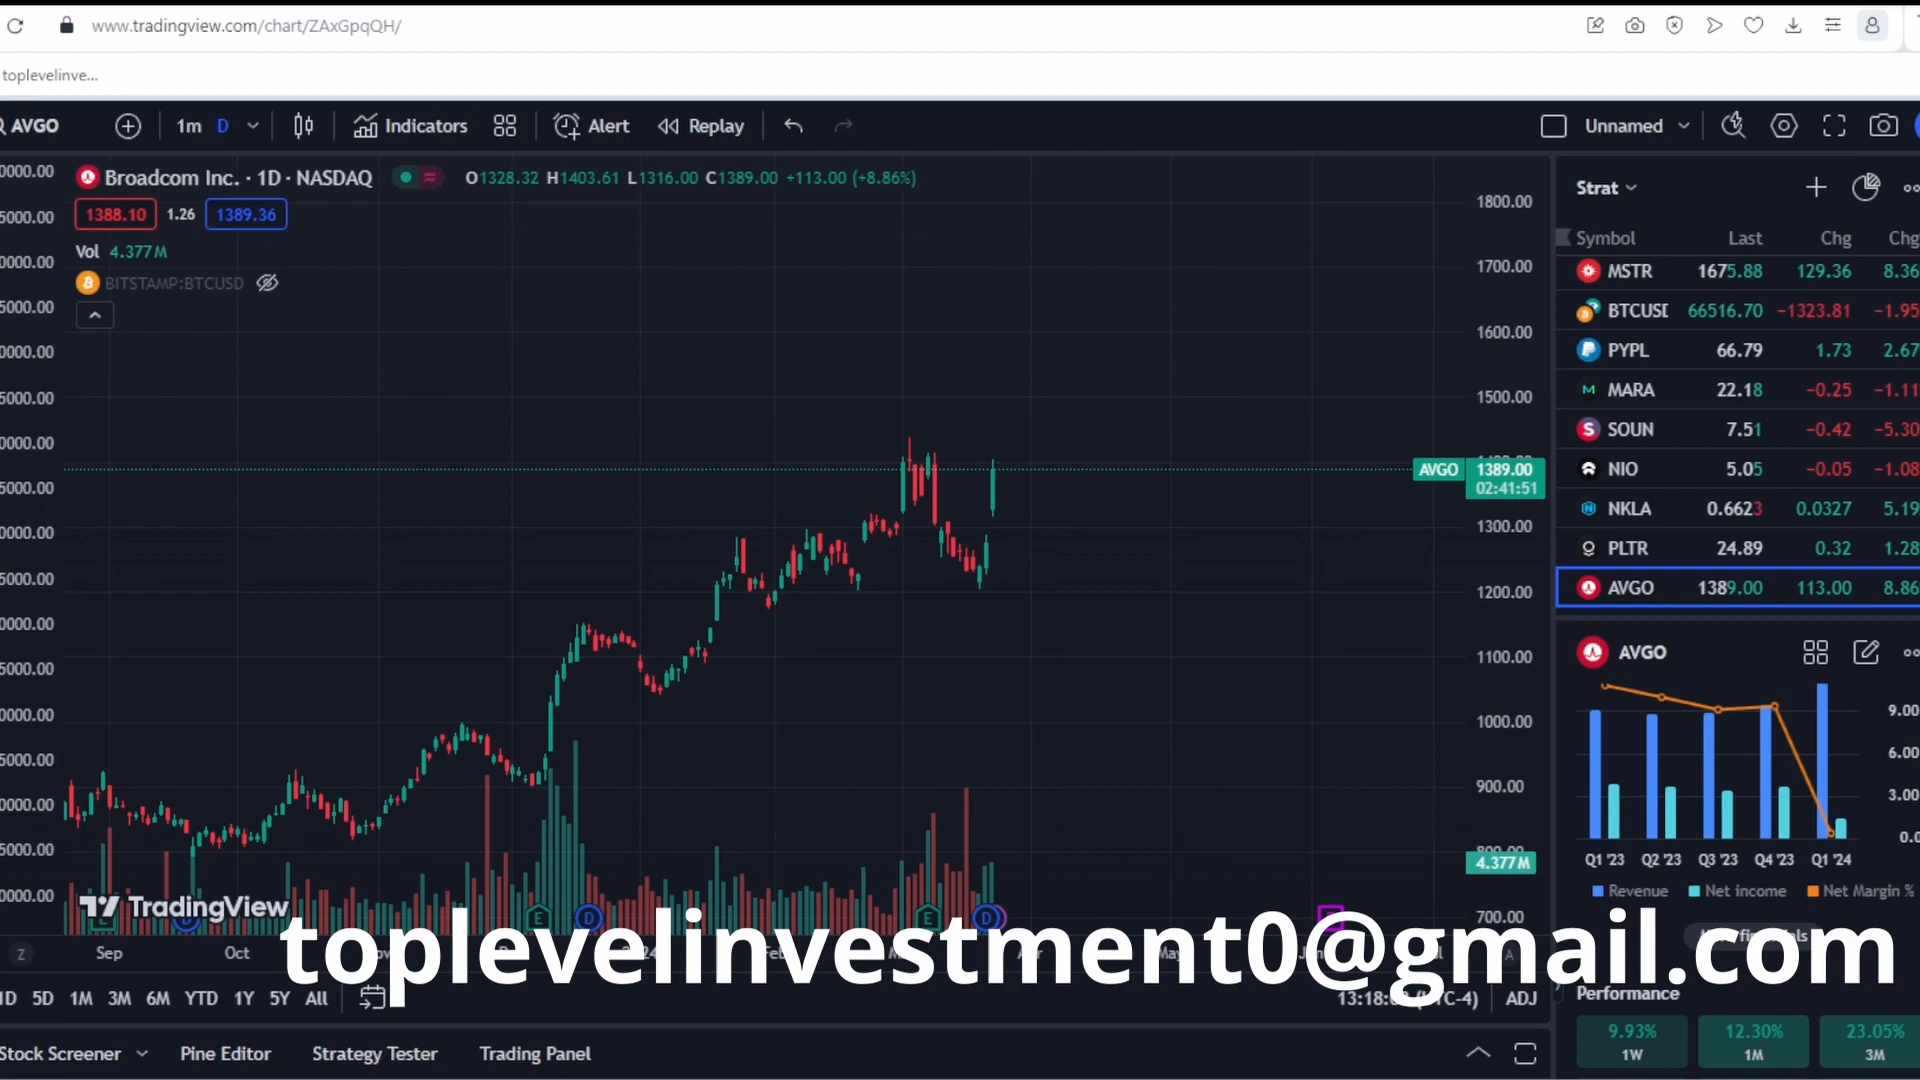 www.tradingview.com/chart/ZAxGpqQH/
toplevelinve...
AVGO 1m D Indicators Alert Replay Unnamed
Broadcom Inc. · 1D · NASDAQ O1328.32 H1403.61 L1316.00 C1389.00 +113.00 (+8.86%)
1388.10 1.26 1389.36
Vol 4.377M
BITSTAMP:BTCUSD
1800.00
1700.00
1600.00
1500.00
AVGO 1389.00
02:41:51
1300.00
1200.00
1100.00
1000.00
900.00
4.377M
700.00
Strat
Symbol Last Chg Chg
MSTR 1675.88 129.36 8.36
BTCUSD 66516.70 −1323.81 −1.95
PYPL 66.79 1.73 2.67
MARA 22.18 −0.25 −1.11
SOUN 7.51 −0.42 −5.30
NIO 5.05 −0.05 −1.08
NKLA 0.6623 0.0327 5.19
PLTR 24.89 0.32 1.28
AVGO 1389.00 113.00 8.86
AVGO
9.00
6.00
3.00
0.0
Q1 '23 Q2 '23 Q3 '23 Q4 '23 Q1 '24
Revenue Net income Net Margin %
TradingView
E D E D
Z Sep Oct
toplevelinvestment0@gmail.com
1D 5D 1M 3M 6M YTD 1Y 5Y All
ADJ
Performance
9.93% 12.30% 23.05%
1W 1M 3M
Stock Screener Pine Editor Strategy Tester Trading Panel